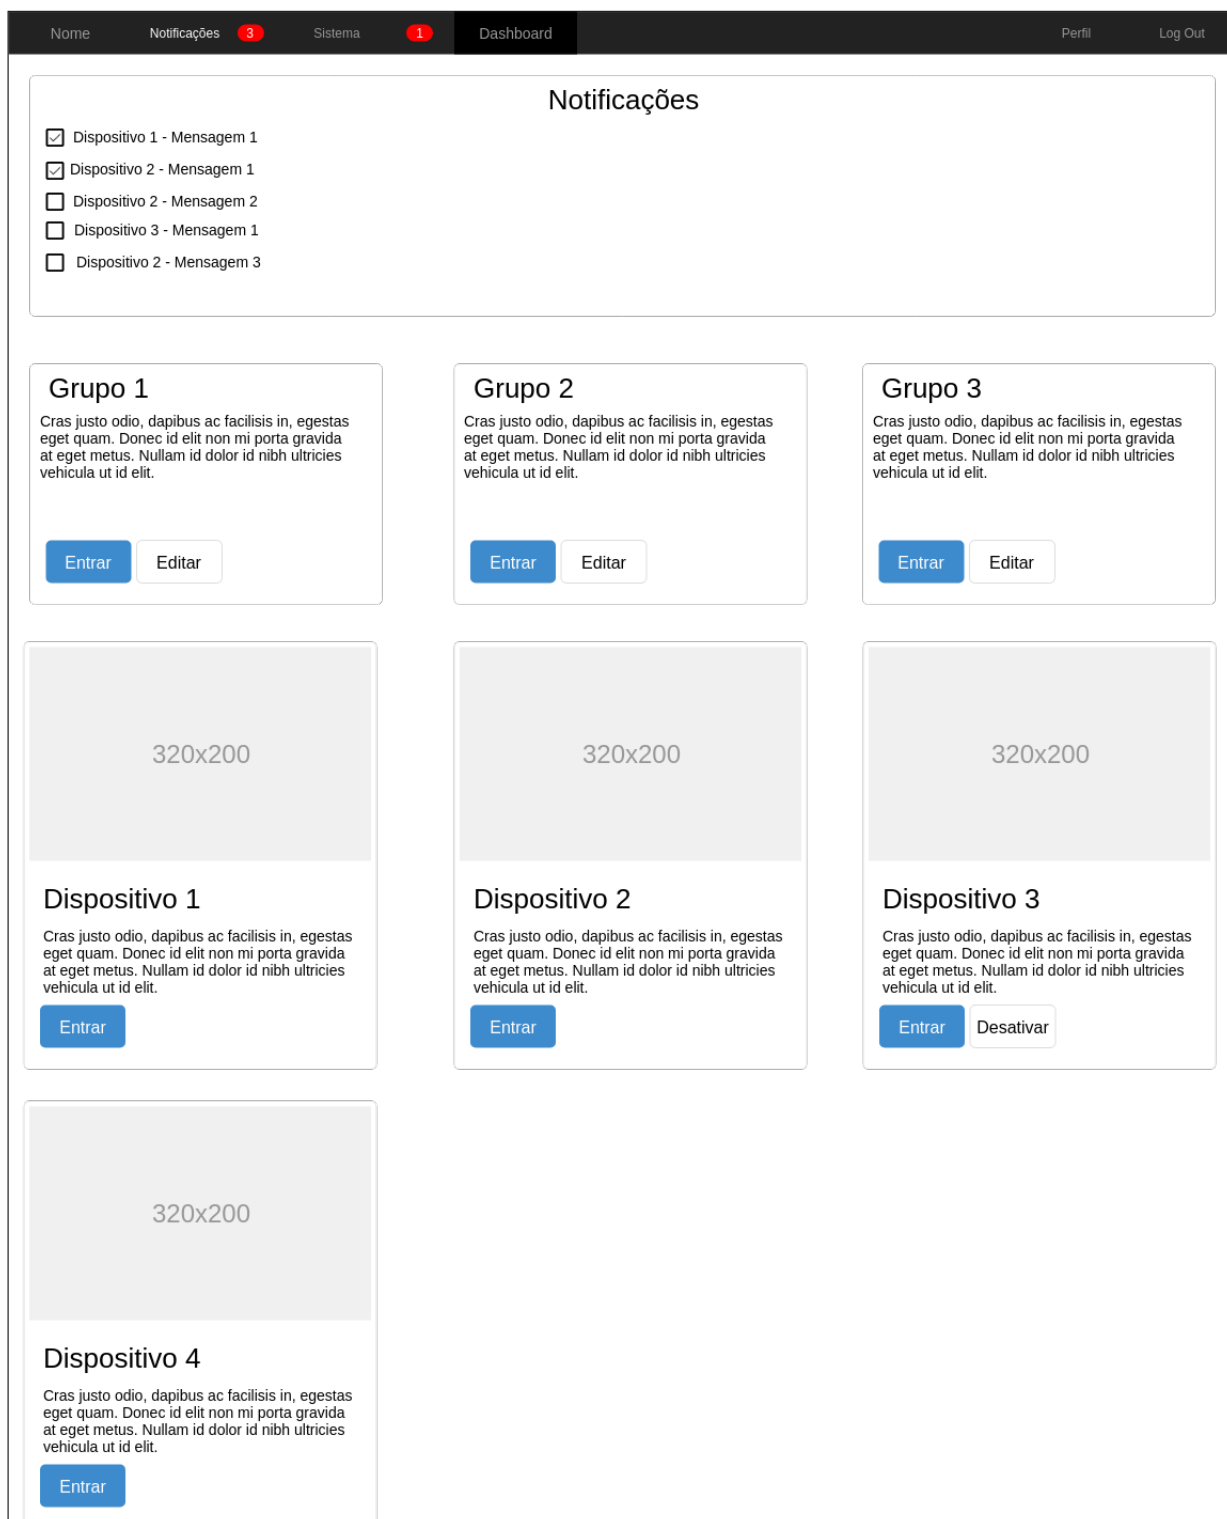 Nome Notificações 3 Sistema 1 Dashboard Perfil Log Out
Notificações
Dispositivo 1 - Mensagem 1
Dispositivo 2 - Mensagem 1
Dispositivo 2 - Mensagem 2
Dispositivo 3 - Mensagem 1
Dispositivo 2 - Mensagem 3
Grupo 1
Cras justo odio, dapibus ac facilisis in, egestas
eget quam. Donec id elit non mi porta gravida
at eget metus. Nullam id dolor id nibh ultricies
vehicula ut id elit.
Entrar Editar
Grupo 2
Cras justo odio, dapibus ac facilisis in, egestas
eget quam. Donec id elit non mi porta gravida
at eget metus. Nullam id dolor id nibh ultricies
vehicula ut id elit.
Entrar Editar
Grupo 3
Cras justo odio, dapibus ac facilisis in, egestas
eget quam. Donec id elit non mi porta gravida
at eget metus. Nullam id dolor id nibh ultricies
vehicula ut id elit.
Entrar Editar
320x200
Dispositivo 1
Cras justo odio, dapibus ac facilisis in, egestas
eget quam. Donec id elit non mi porta gravida
at eget metus. Nullam id dolor id nibh ultricies
vehicula ut id elit.
Entrar
320x200
Dispositivo 2
Cras justo odio, dapibus ac facilisis in, egestas
eget quam. Donec id elit non mi porta gravida
at eget metus. Nullam id dolor id nibh ultricies
vehicula ut id elit.
Entrar
320x200
Dispositivo 3
Cras justo odio, dapibus ac facilisis in, egestas
eget quam. Donec id elit non mi porta gravida
at eget metus. Nullam id dolor id nibh ultricies
vehicula ut id elit.
Entrar Desativar
320x200
Dispositivo 4
Cras justo odio, dapibus ac facilisis in, egestas
eget quam. Donec id elit non mi porta gravida
at eget metus. Nullam id dolor id nibh ultricies
vehicula ut id elit.
Entrar